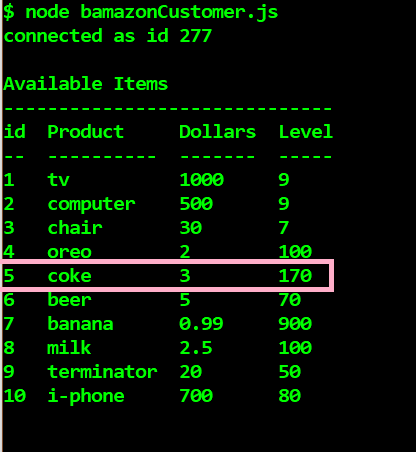 $ node bamazonCustomer.js
connected as id 277
Available Items
------------------------------
id  Product     Dollars  Level
--  ----------  -------  -----
1   tv          1000     9
2   computer    500      9
3   chair       30       7
4   oreo        2        100
5   coke        3        170
6   beer        5        70
7   banana      0.99     900
8   milk        2.5      100
9   terminator  20       50
10  i-phone     700      80